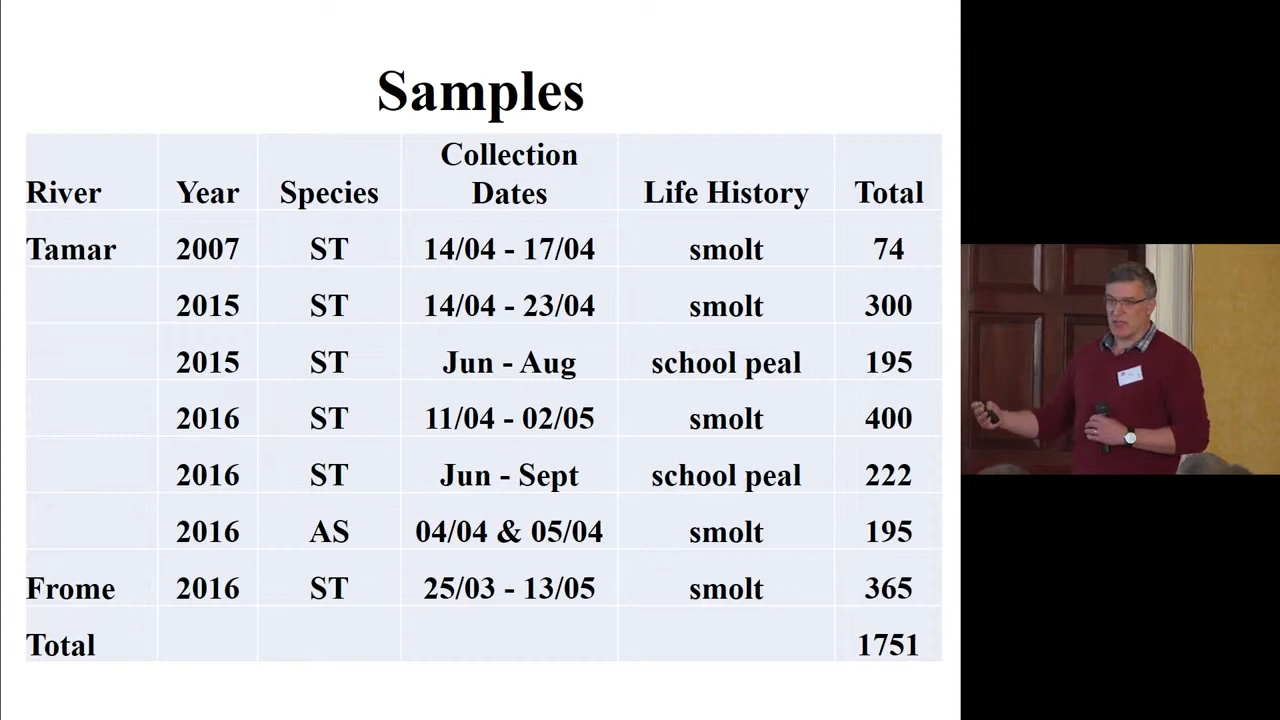 Samples
River Year Species Collection Dates Life History Total
Tamar 2007 ST 14/04 - 17/04 smolt 74
2015 ST 14/04 - 23/04 smolt 300
2015 ST Jun - Aug school peal 195
2016 ST 11/04 - 02/05 smolt 400
2016 ST Jun - Sept school peal 222
2016 AS 04/04 & 05/04 smolt 195
Frome 2016 ST 25/03 - 13/05 smolt 365
Total 1751